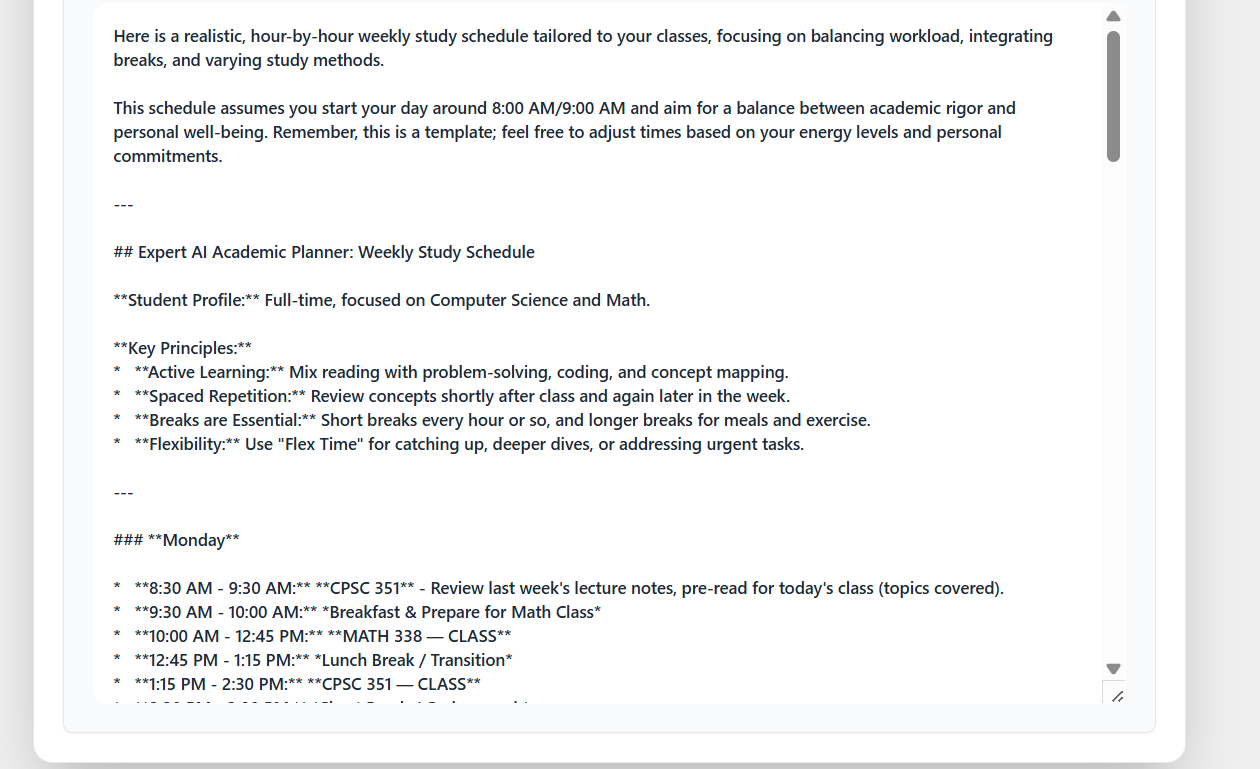 Here is a realistic, hour-by-hour weekly study schedule tailored to your classes, focusing on balancing workload, integrating
breaks, and varying study methods.
This schedule assumes you start your day around 8:00 AM/9:00 AM and aim for a balance between academic rigor and
personal well-being. Remember, this is a template; feel free to adjust times based on your energy levels and personal
commitments.
---
## Expert AI Academic Planner: Weekly Study Schedule
**Student Profile:** Full-time, focused on Computer Science and Math.
**Key Principles:**
*   **Active Learning:** Mix reading with problem-solving, coding, and concept mapping.
*   **Spaced Repetition:** Review concepts shortly after class and again later in the week.
*   **Breaks are Essential:** Short breaks every hour or so, and longer breaks for meals and exercise.
*   **Flexibility:** Use "Flex Time" for catching up, deeper dives, or addressing urgent tasks.
---
### **Monday**
*   **8:30 AM - 9:30 AM:** **CPSC 351** - Review last week's lecture notes, pre-read for today's class (topics covered).
*   **9:30 AM - 10:00 AM:** *Breakfast & Prepare for Math Class*
*   **10:00 AM - 12:45 PM:** **MATH 338 — CLASS**
*   **12:45 PM - 1:15 PM:** *Lunch Break / Transition*
*   **1:15 PM - 2:30 PM:** **CPSC 351 — CLASS**